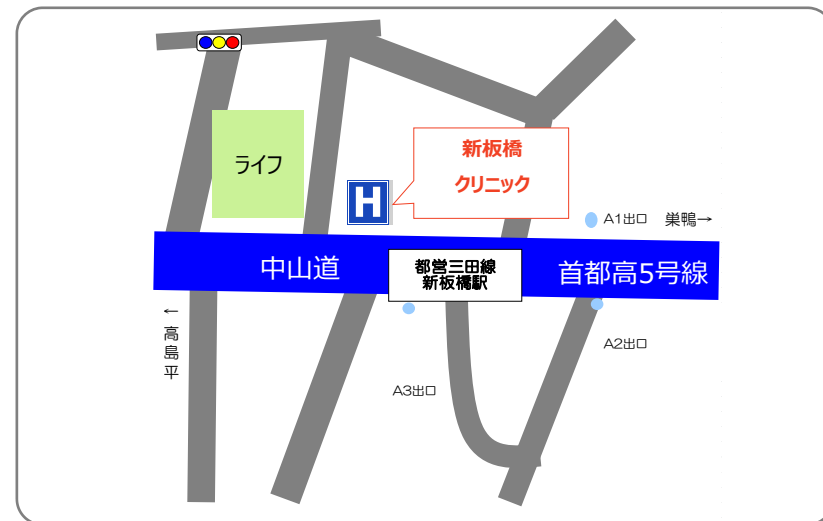 ライフ
新板橋
クリニック
H
A1出口
巣鴨→
中山道
都営三田線
新板橋駅
首都高5号線
←高島平
A2出口
A3出口